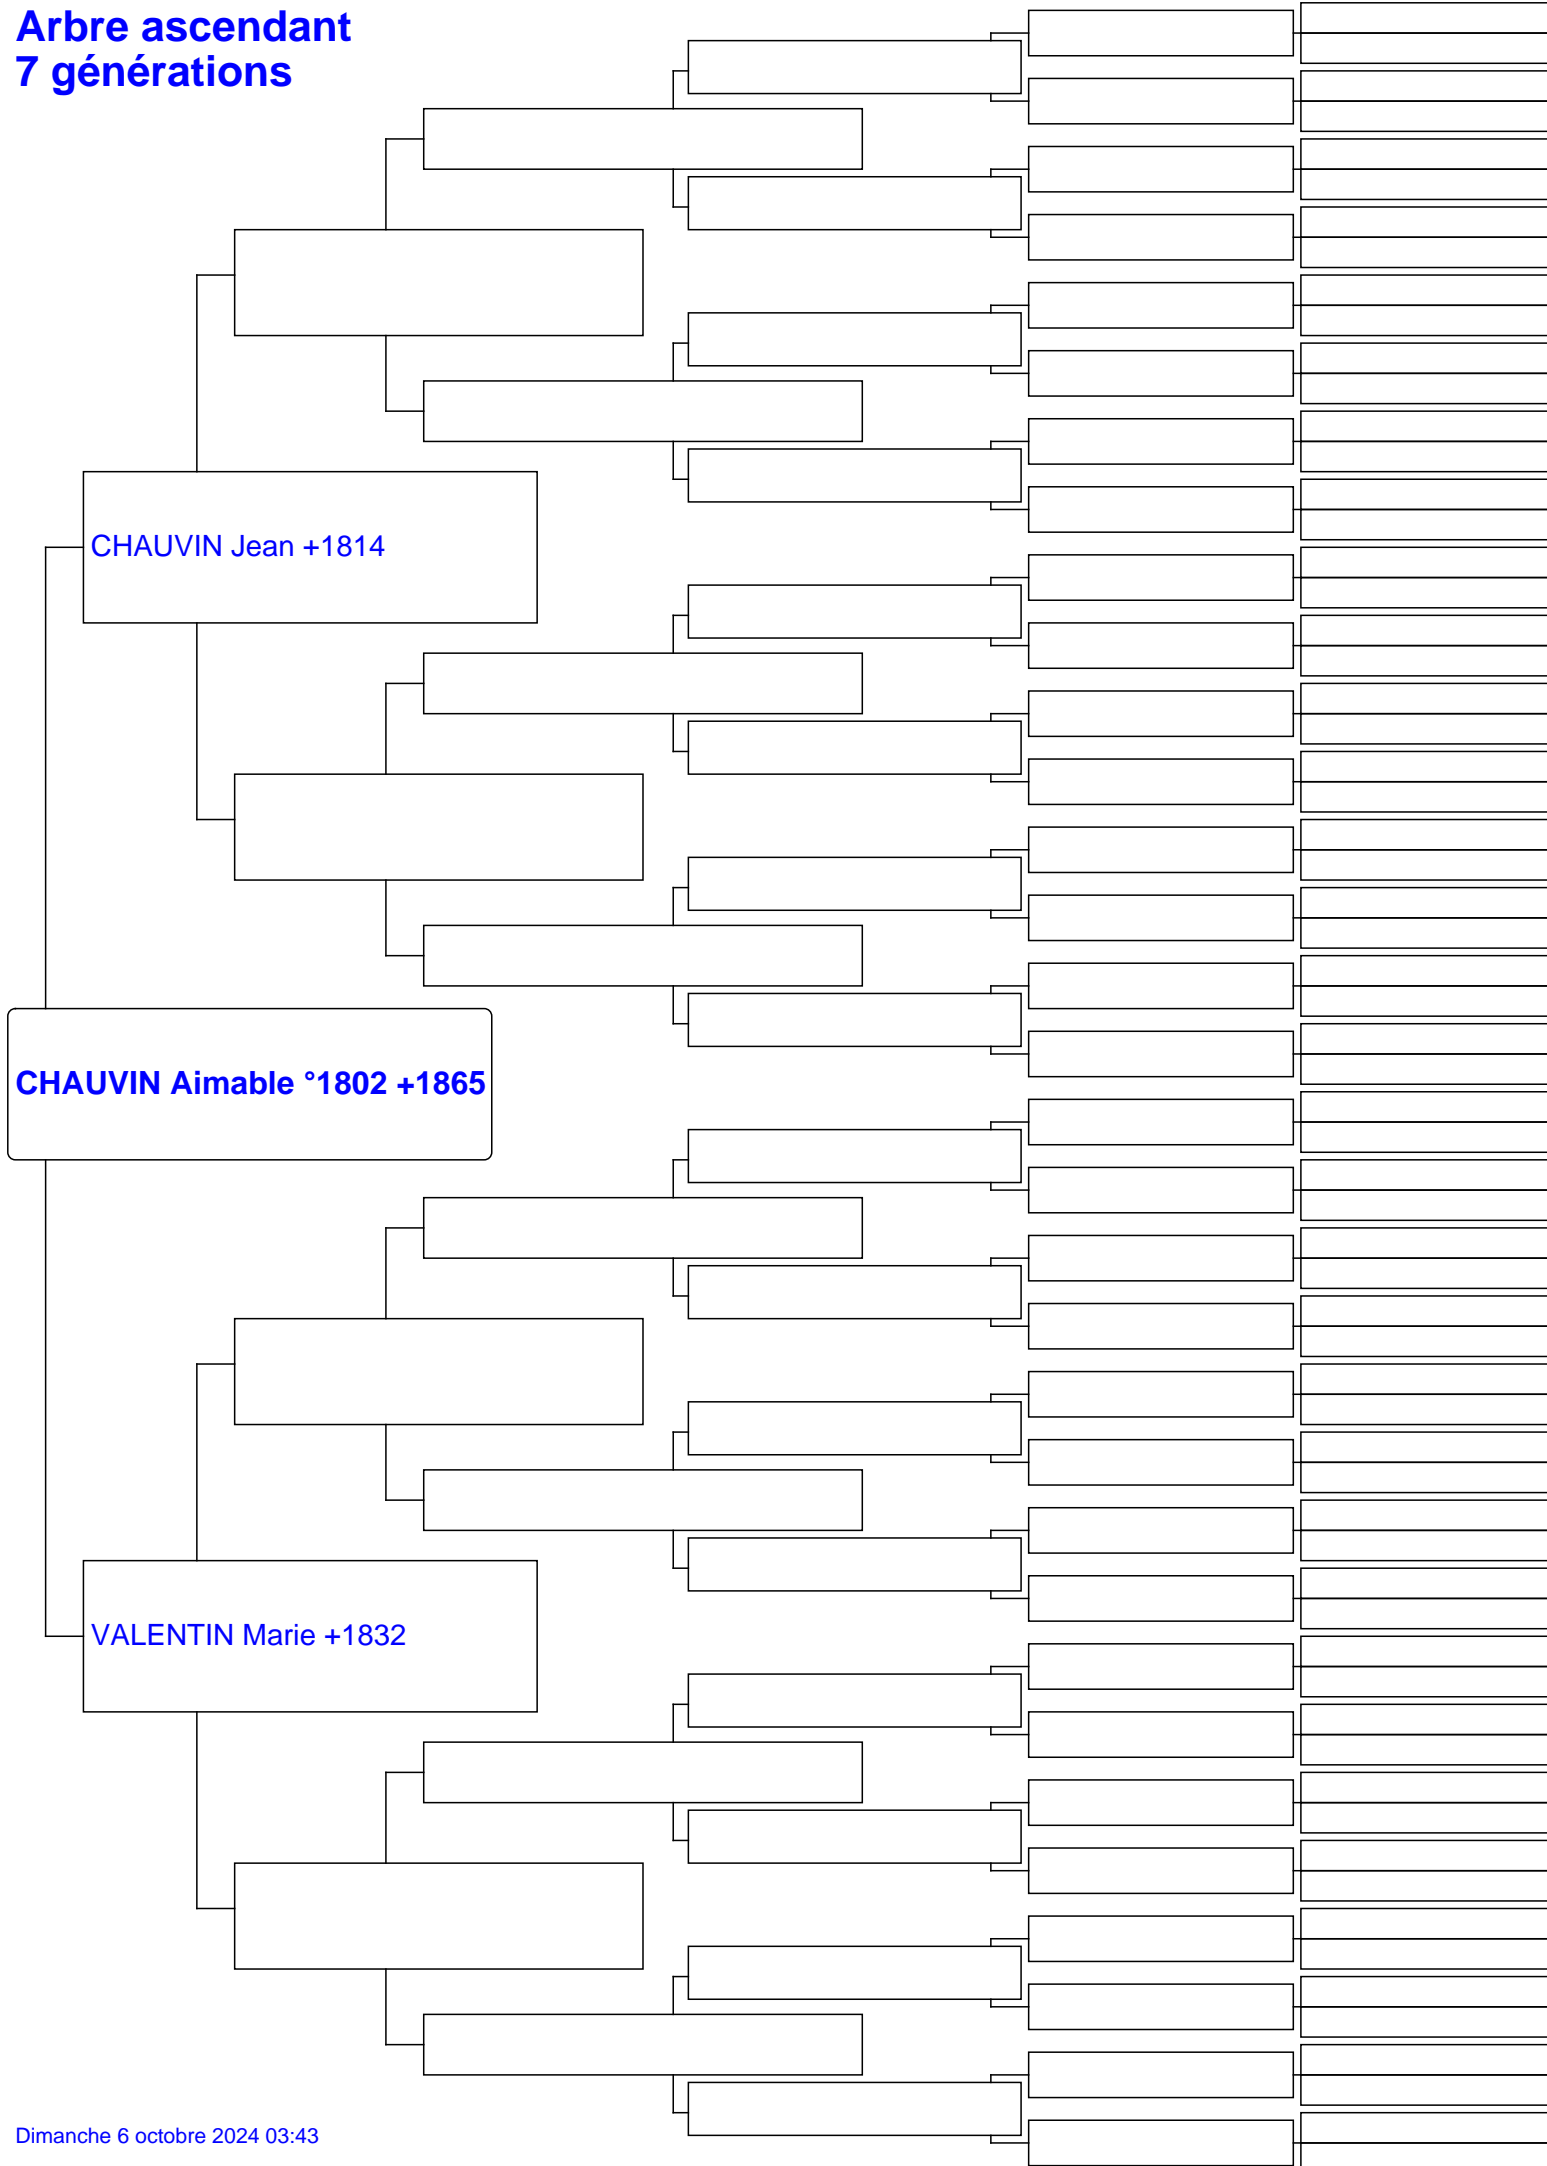 Arbre ascendant
7 générations
CHAUVIN Jean +1814
CHAUVIN Aimable °1802 +1865
VALENTIN Marie +1832
Dimanche 6 octobre 2024 03:43